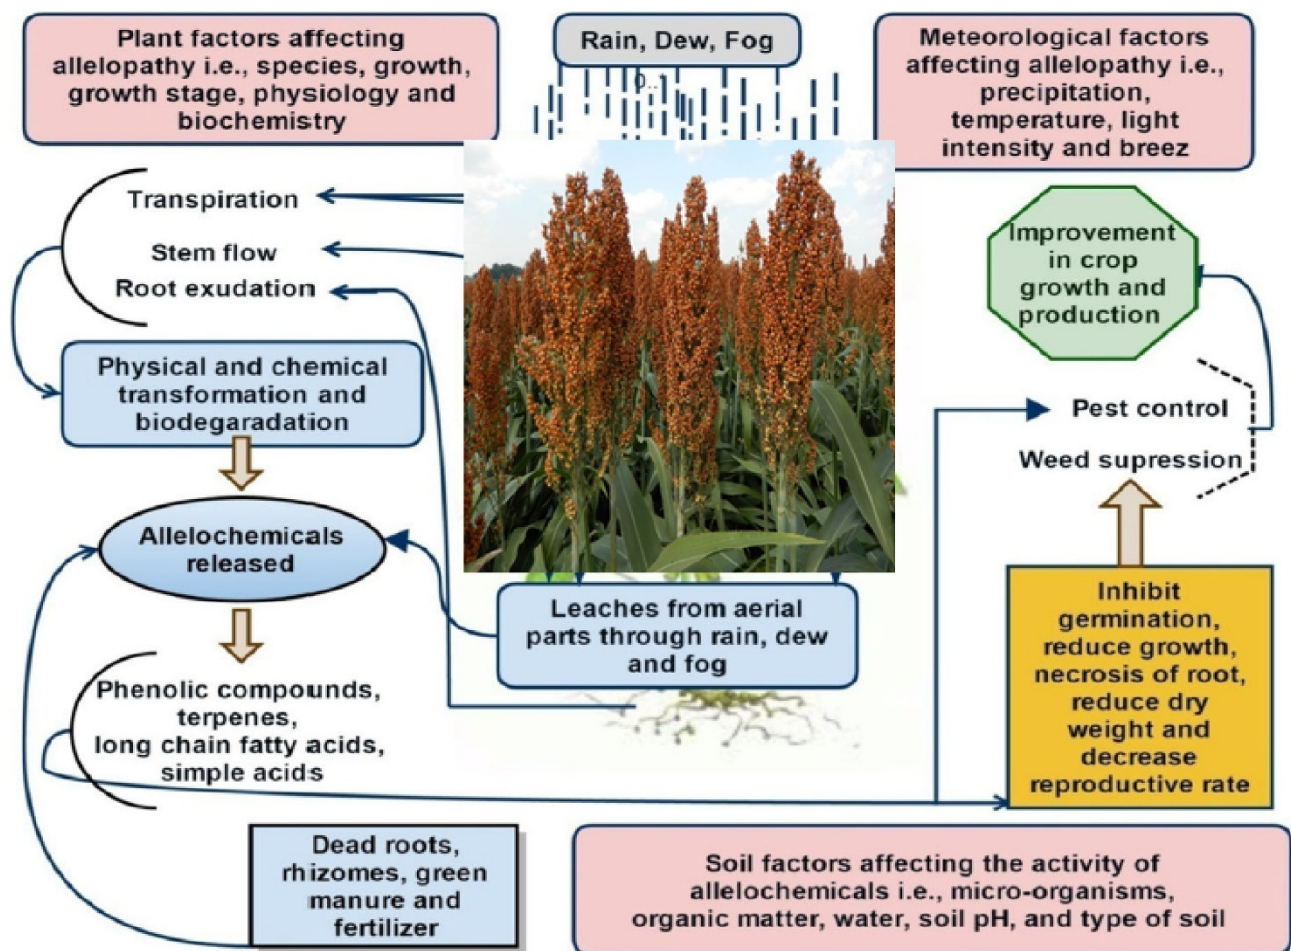 Plant factors affecting
allelopathy i.e., species, growth,
growth stage, physiology and
biochemistry
Rain, Dew, Fog
0..1
Meteorological factors
affecting allelopathy i.e.,
precipitation,
temperature, light
intensity and breez
Transpiration
Stem flow
Root exudation
Improvement
in crop
growth and
production
Physical and chemical
transformation and
biodegaradation
Pest control
Weed supression
Allelochemicals
released
Leaches from aerial
parts through rain, dew
and fog
Inhibit
germination,
reduce growth,
necrosis of root,
reduce dry
weight and
decrease
reproductive rate
Phenolic compounds,
terpenes,
long chain fatty acids,
simple acids
Dead roots,
rhizomes, green
manure and
fertilizer
Soil factors affecting the activity of
allelochemicals i.e., micro-organisms,
organic matter, water, soil pH, and type of soil